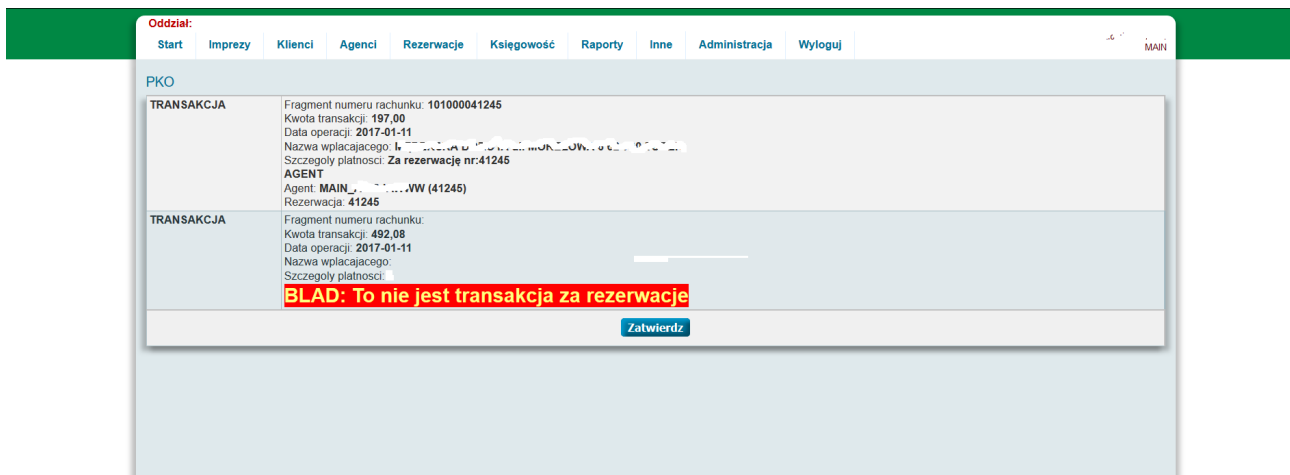 Oddział:
Start Imprezy Klienci Agenci Rezerwacje Księgowość Raporty Inne Administracja Wyloguj
MAIN
PKO
TRANSAKCJA Fragment numeru rachunku: 101000041245
Kwota transakcji: 197,00
Data operacji: 2017-01-11
Nazwa wplacajacego:
Szczegoly platnosci: Za rezerwację nr:41245
AGENT
Agent: MAIN_ WW (41245)
Rezerwacja: 41245
TRANSAKCJA Fragment numeru rachunku:
Kwota transakcji: 492,08
Data operacji: 2017-01-11
Nazwa wplacajacego:
Szczegoly platnosci:
BLAD: To nie jest transakcja za rezerwacje
Zatwierdz